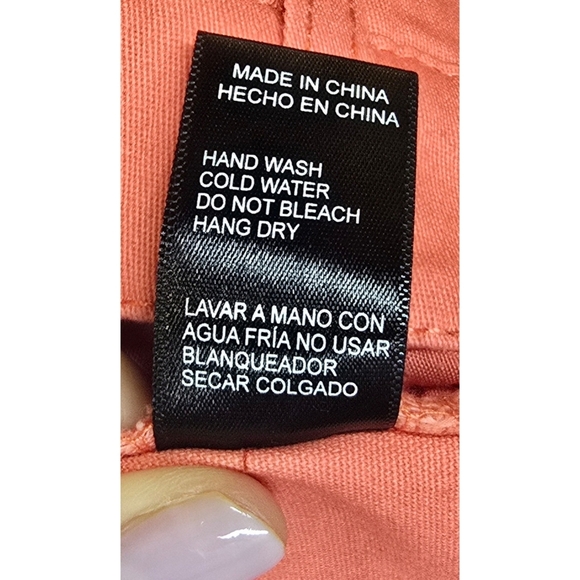 MADE IN CHINA
HECHO EN CHINA
HAND WASH
COLD WATER
DO NOT BLEACH
HANG DRY
LAVAR A MANO CON
AGUA FRÍA NO USAR
BLANQUEADOR
SECAR COLGADO